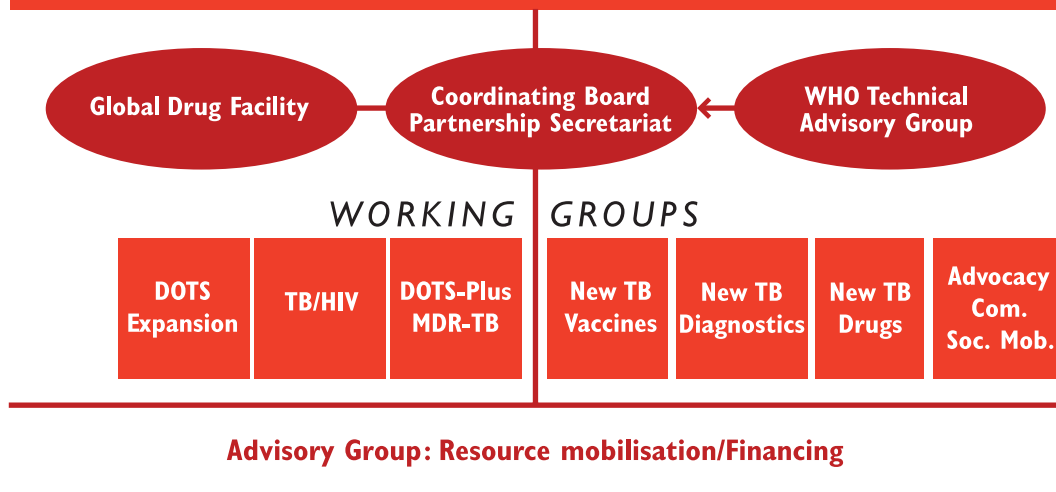 Global Drug Facility
Coordinating Board
Partnership Secretariat
WHO Technical
Advisory Group
WORKING GROUPS
DOTS
Expansion
TB/HIV
DOTS-Plus
MDR-TB
New TB
Vaccines
New TB
Diagnostics
New TB
Drugs
Advocacy
Com.
Soc. Mob.
Advisory Group: Resource mobilisation/Financing